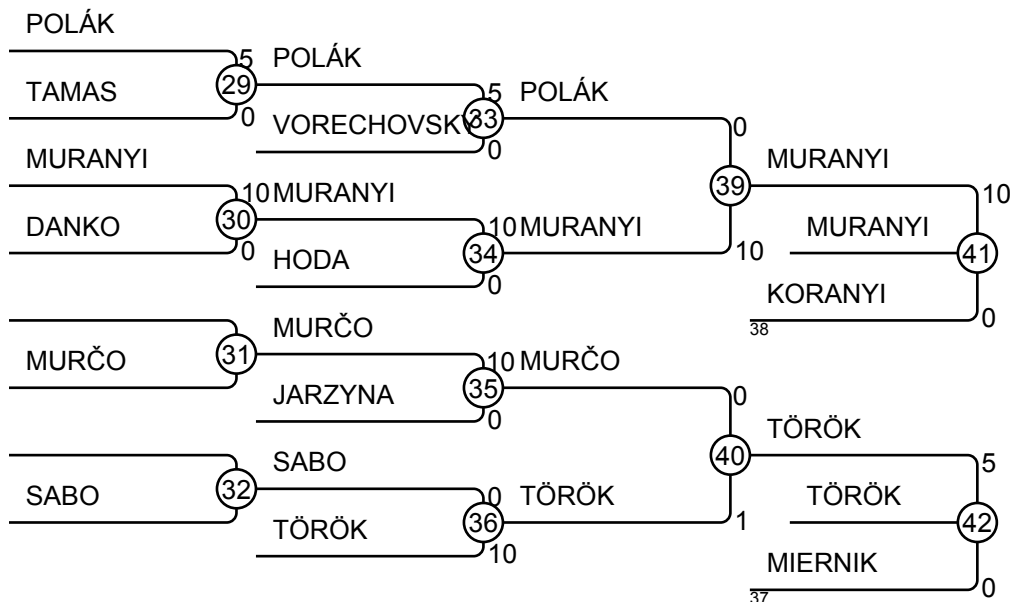 POLÁK
5
29
TAMAS
0
POLÁK
5
33
VORECHOVSKÝ
0
POLÁK
0
39
MURANYI
10
30
DANKO
0
MURANYI
10
34
HODA
0
MURANYI
10
MURANYI
10
MURANYI
41
KORANYI
38
0
31
MURČO
MURČO
10
35
JARZYNA
0
MURČO
0
40
32
SABO
SABO
0
36
TÖRÖK
10
TÖRÖK
1
TÖRÖK
5
TÖRÖK
42
MIERNIK
37
0